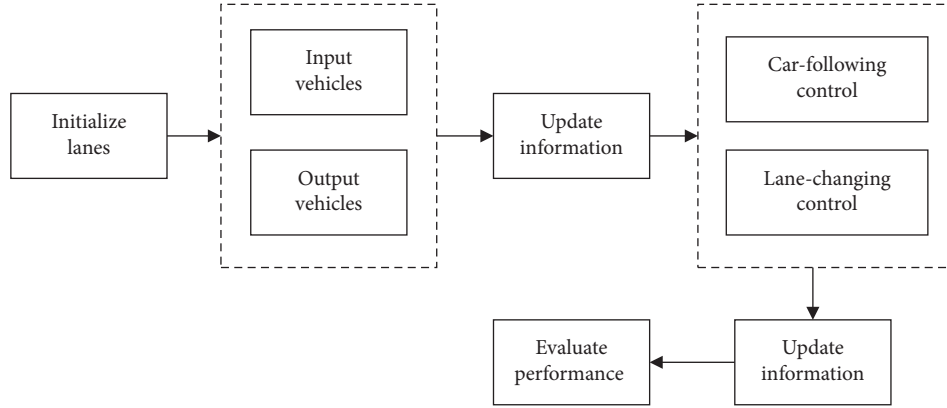 Initialize
lanes
Input
vehicles
Output
vehicles
Update
information
Car-following
control
Lane-changing
control
Update
information
Evaluate
performance